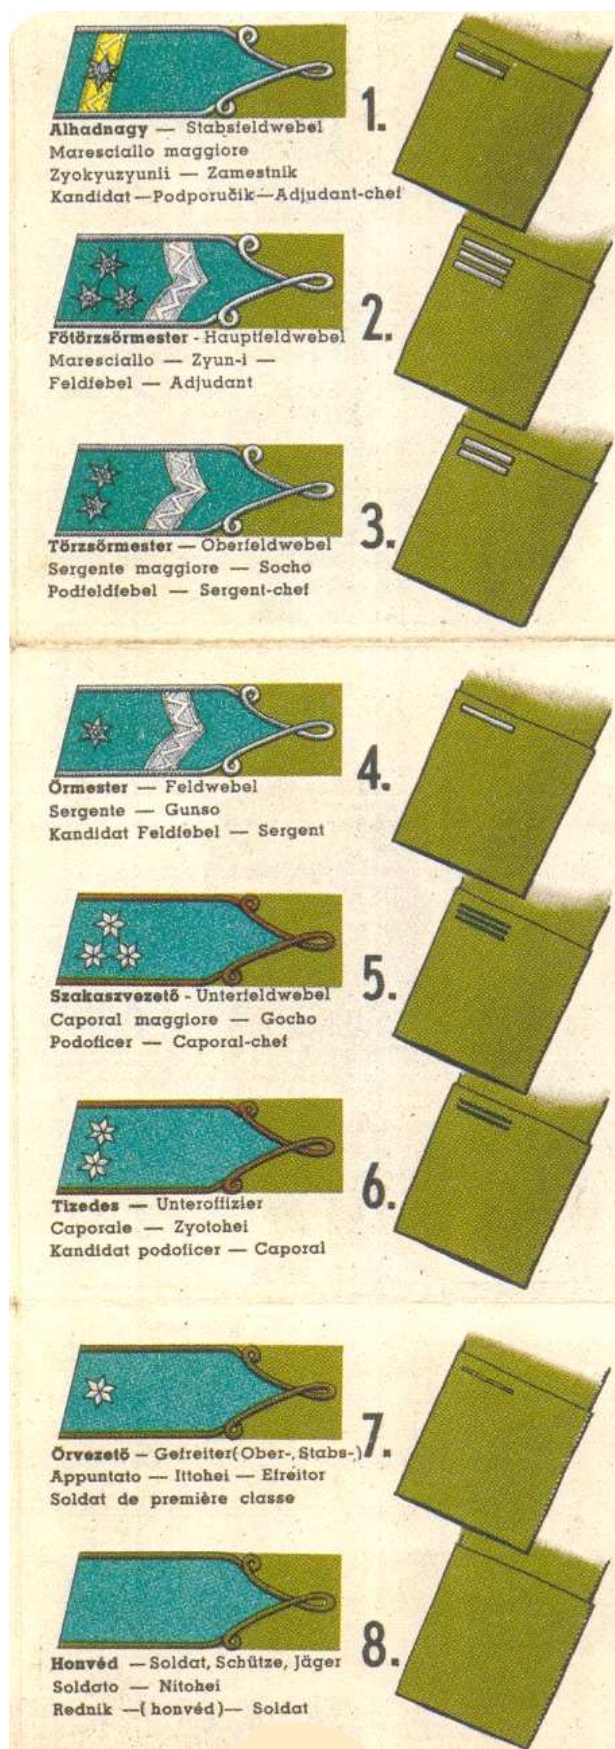 1.
Alhadnagy — Stabsfeldwebel
Maresciallo maggiore
Zyokyuzyunii — Zamestnik
Kandidat—Podporučik—Adjudant-chef
2.
Főtörzsőrmester - Hauptfeldwebel
Maresciallo — Zyun-i —
Feldfebel — Adjudant
3.
Törzsőrmester — Oberfeldwebel
Sergente maggiore — Socho
Podfeldfebel — Sergent-chef
4.
Őrmester — Feldwebel
Sergente — Gunso
Kandidat Feldfebel — Sergent
5.
Szakaszvezető - Unterfeldwebel
Caporal maggiore — Gocho
Podoficer — Caporal-chef
6.
Tizedes — Unteroffizier
Caporale — Zyotohei
Kandidat podoficer — Caporal
7.
Őrvezető — Gefreiter(Ober-, Stabs-)
Appuntato — Ittohei — Efreitor
Soldat de première classe
8.
Honvéd — Soldat, Schütze, Jäger
Soldato — Nitohei
Rednik —(honvéd)— Soldat